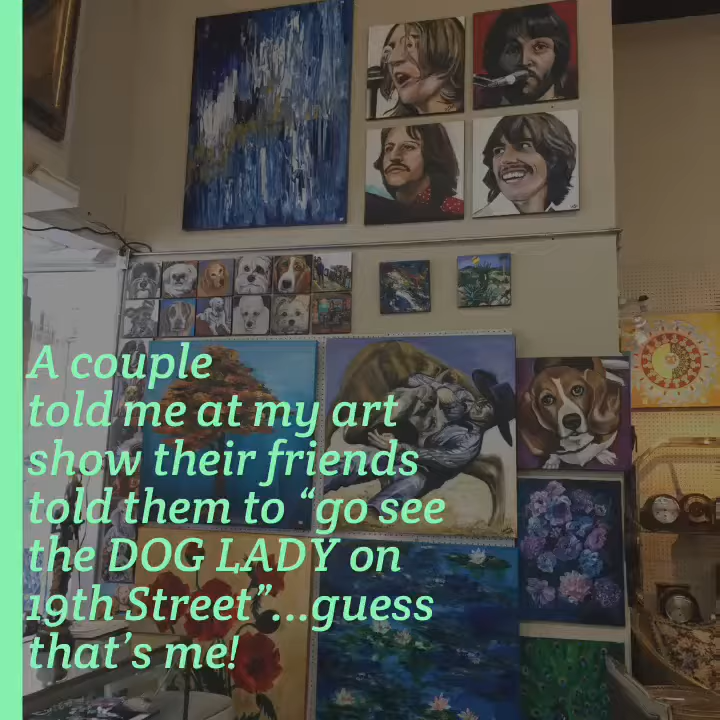 A couple
told me at my art
show their friends
told them to “go see
the DOG LADY on
19th Street”...guess
that’s me!